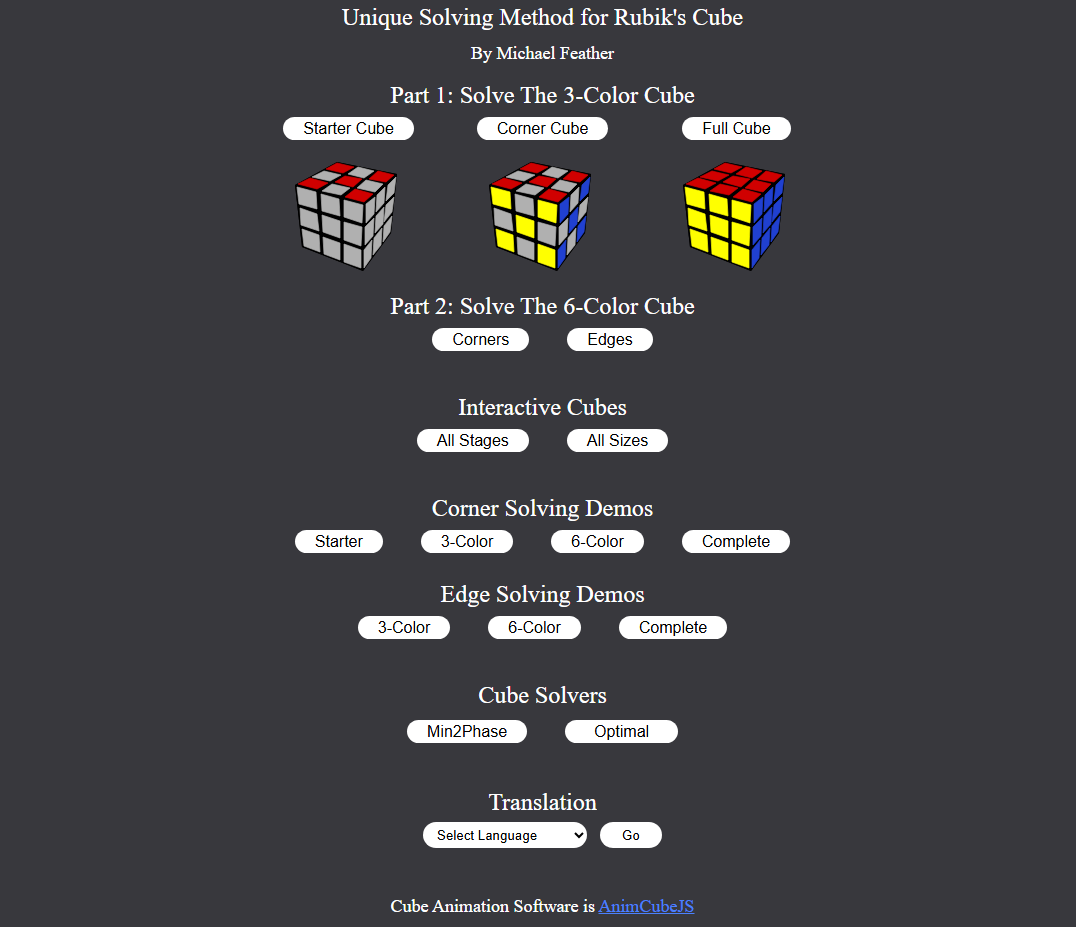 Unique Solving Method for Rubik's Cube
By Michael Feather
Part 1: Solve The 3-Color Cube
Starter Cube Corner Cube Full Cube
Part 2: Solve The 6-Color Cube
Corners Edges
Interactive Cubes
All Stages All Sizes
Corner Solving Demos
Starter 3-Color 6-Color Complete
Edge Solving Demos
3-Color 6-Color Complete
Cube Solvers
Min2Phase Optimal
Translation
Select Language Go
Cube Animation Software is AnimCubeJS